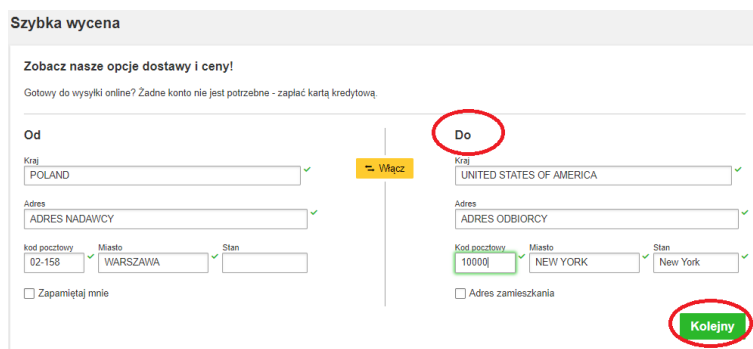 Szybka wycena
Zobacz nasze opcje dostawy i ceny!
Gotowy do wysyłki online? Żadne konto nie jest potrzebne - zapłać kartą kredytową.
Od
Kraj
POLAND
Adres
ADRES NADAWCY
kod pocztowy Miasto Stan
02-158 WARSZAWA
Zapamiętaj mnie
Włącz
Do
Kraj
UNITED STATES OF AMERICA
Adres
ADRES ODBIORCY
Kod pocztowy Miasto Stan
10000 NEW YORK New York
Adres zamieszkania
Kolejny